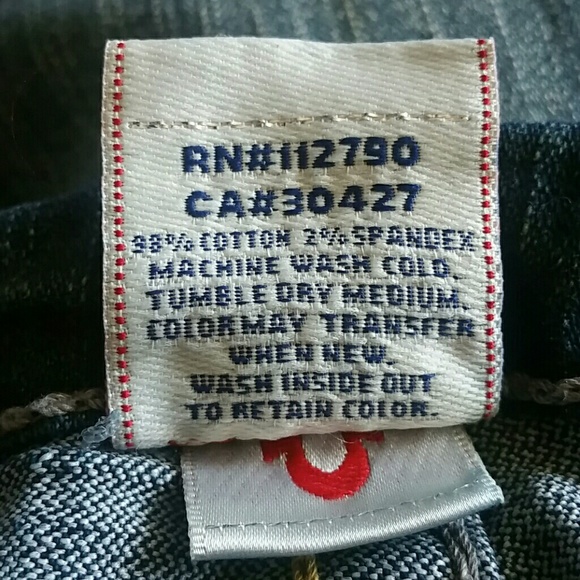 RN#112790
CA#30427
98% COTTON 2% SPANDEX
MACHINE WASH COLD.
TUMBLE DRY MEDIUM.
COLOR MAY TRANSFER
WHEN NEW.
WASH INSIDE OUT
TO RETAIN COLOR.